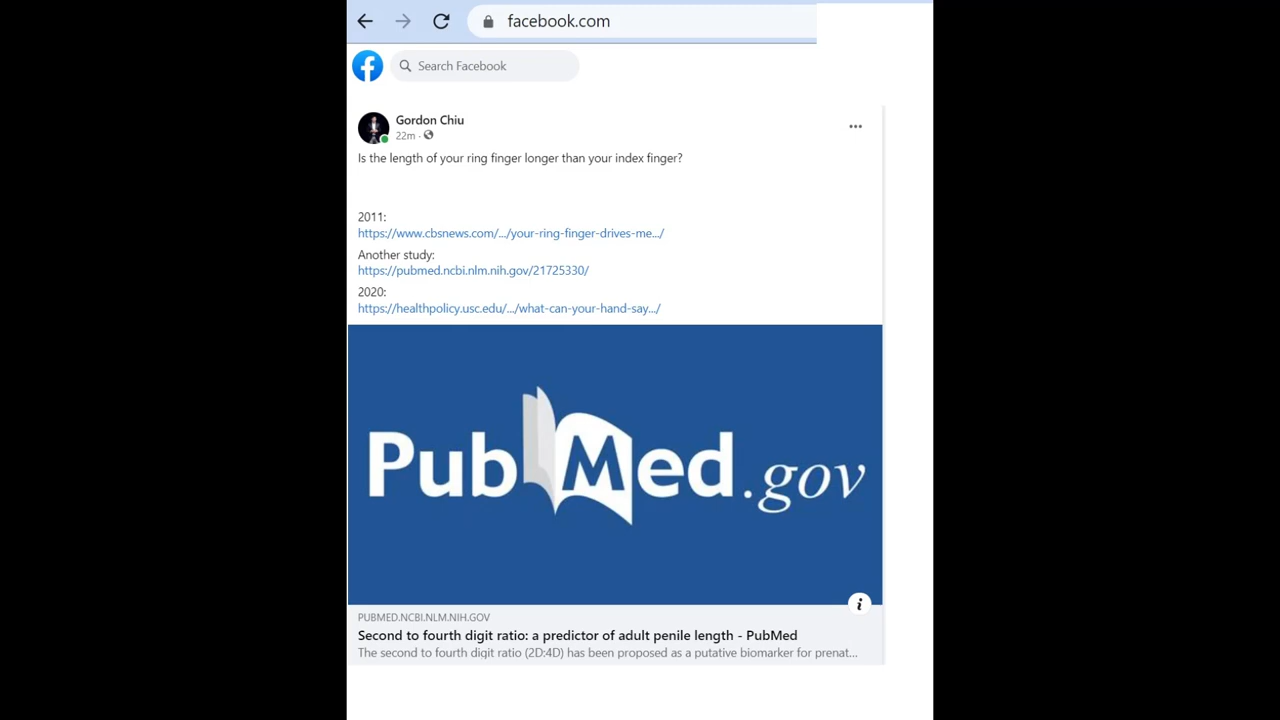 facebook.com
Search Facebook
Gordon Chiu
22m ·
Is the length of your ring finger longer than your index finger?
2011:
https://www.cbsnews.com/.../your-ring-finger-drives-me.../
Another study:
https://pubmed.ncbi.nlm.nih.gov/21725330/
2020:
https://healthpolicy.usc.edu/.../what-can-your-hand-say.../
PubMed.gov
PUBMED.NCBI.NLM.NIH.GOV
Second to fourth digit ratio: a predictor of adult penile length - PubMed
The second to fourth digit ratio (2D:4D) has been proposed as a putative biomarker for prenat...